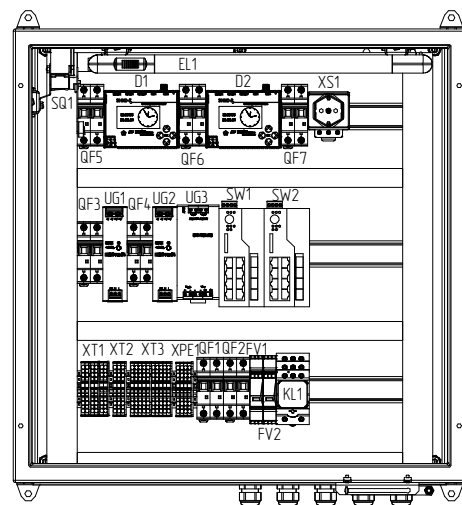 EL1
D1 D2 XS1
SQ1
QF5 QF6 QF7
QF3 UG1 QF4 UG2 UG3 SW1 SW2
XT1 XT2 XT3 XPE1 QF1 QF2 FV1
KL1
FV2